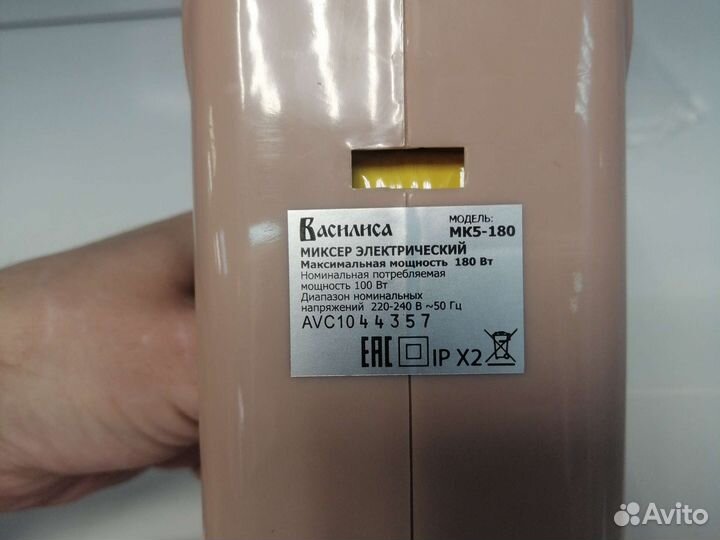 Василиса
МОДЕЛЬ:
МК5-180
МИКСЕР ЭЛЕКТРИЧЕСКИЙ
Максимальная мощность 180 Вт
Номинальная потребляемая
мощность 100 Вт
Диапазон номинальных
напряжений 220-240 В ~50 Гц
AVC1044357
EAC IP X2
Avito